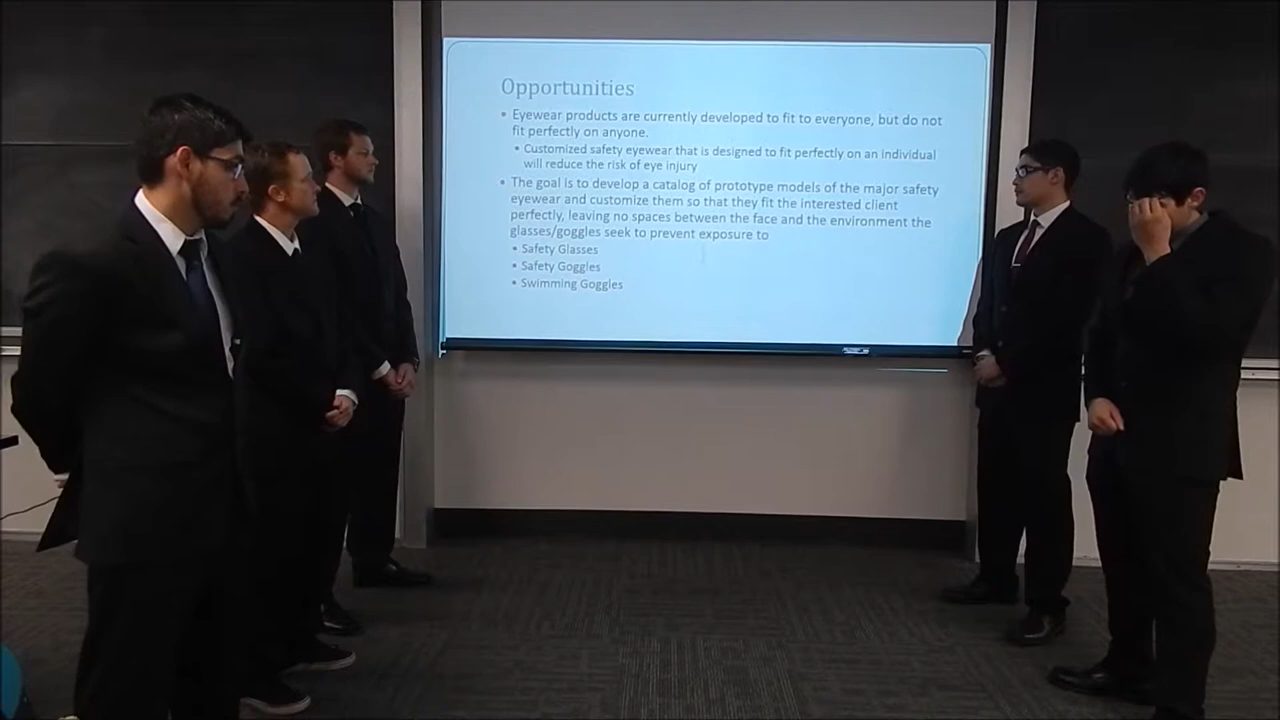 Opportunities
• Eyewear products are currently developed to fit to everyone, but do not
fit perfectly on anyone.
• Customized safety eyewear that is designed to fit perfectly on an individual
will reduce the risk of eye injury
• The goal is to develop a catalog of prototype models of the major safety
eyewear and customize them so that they fit the interested client
perfectly, leaving no spaces between the face and the environment the
glasses/goggles seek to prevent exposure to
• Safety Glasses
• Safety Goggles
• Swimming Goggles